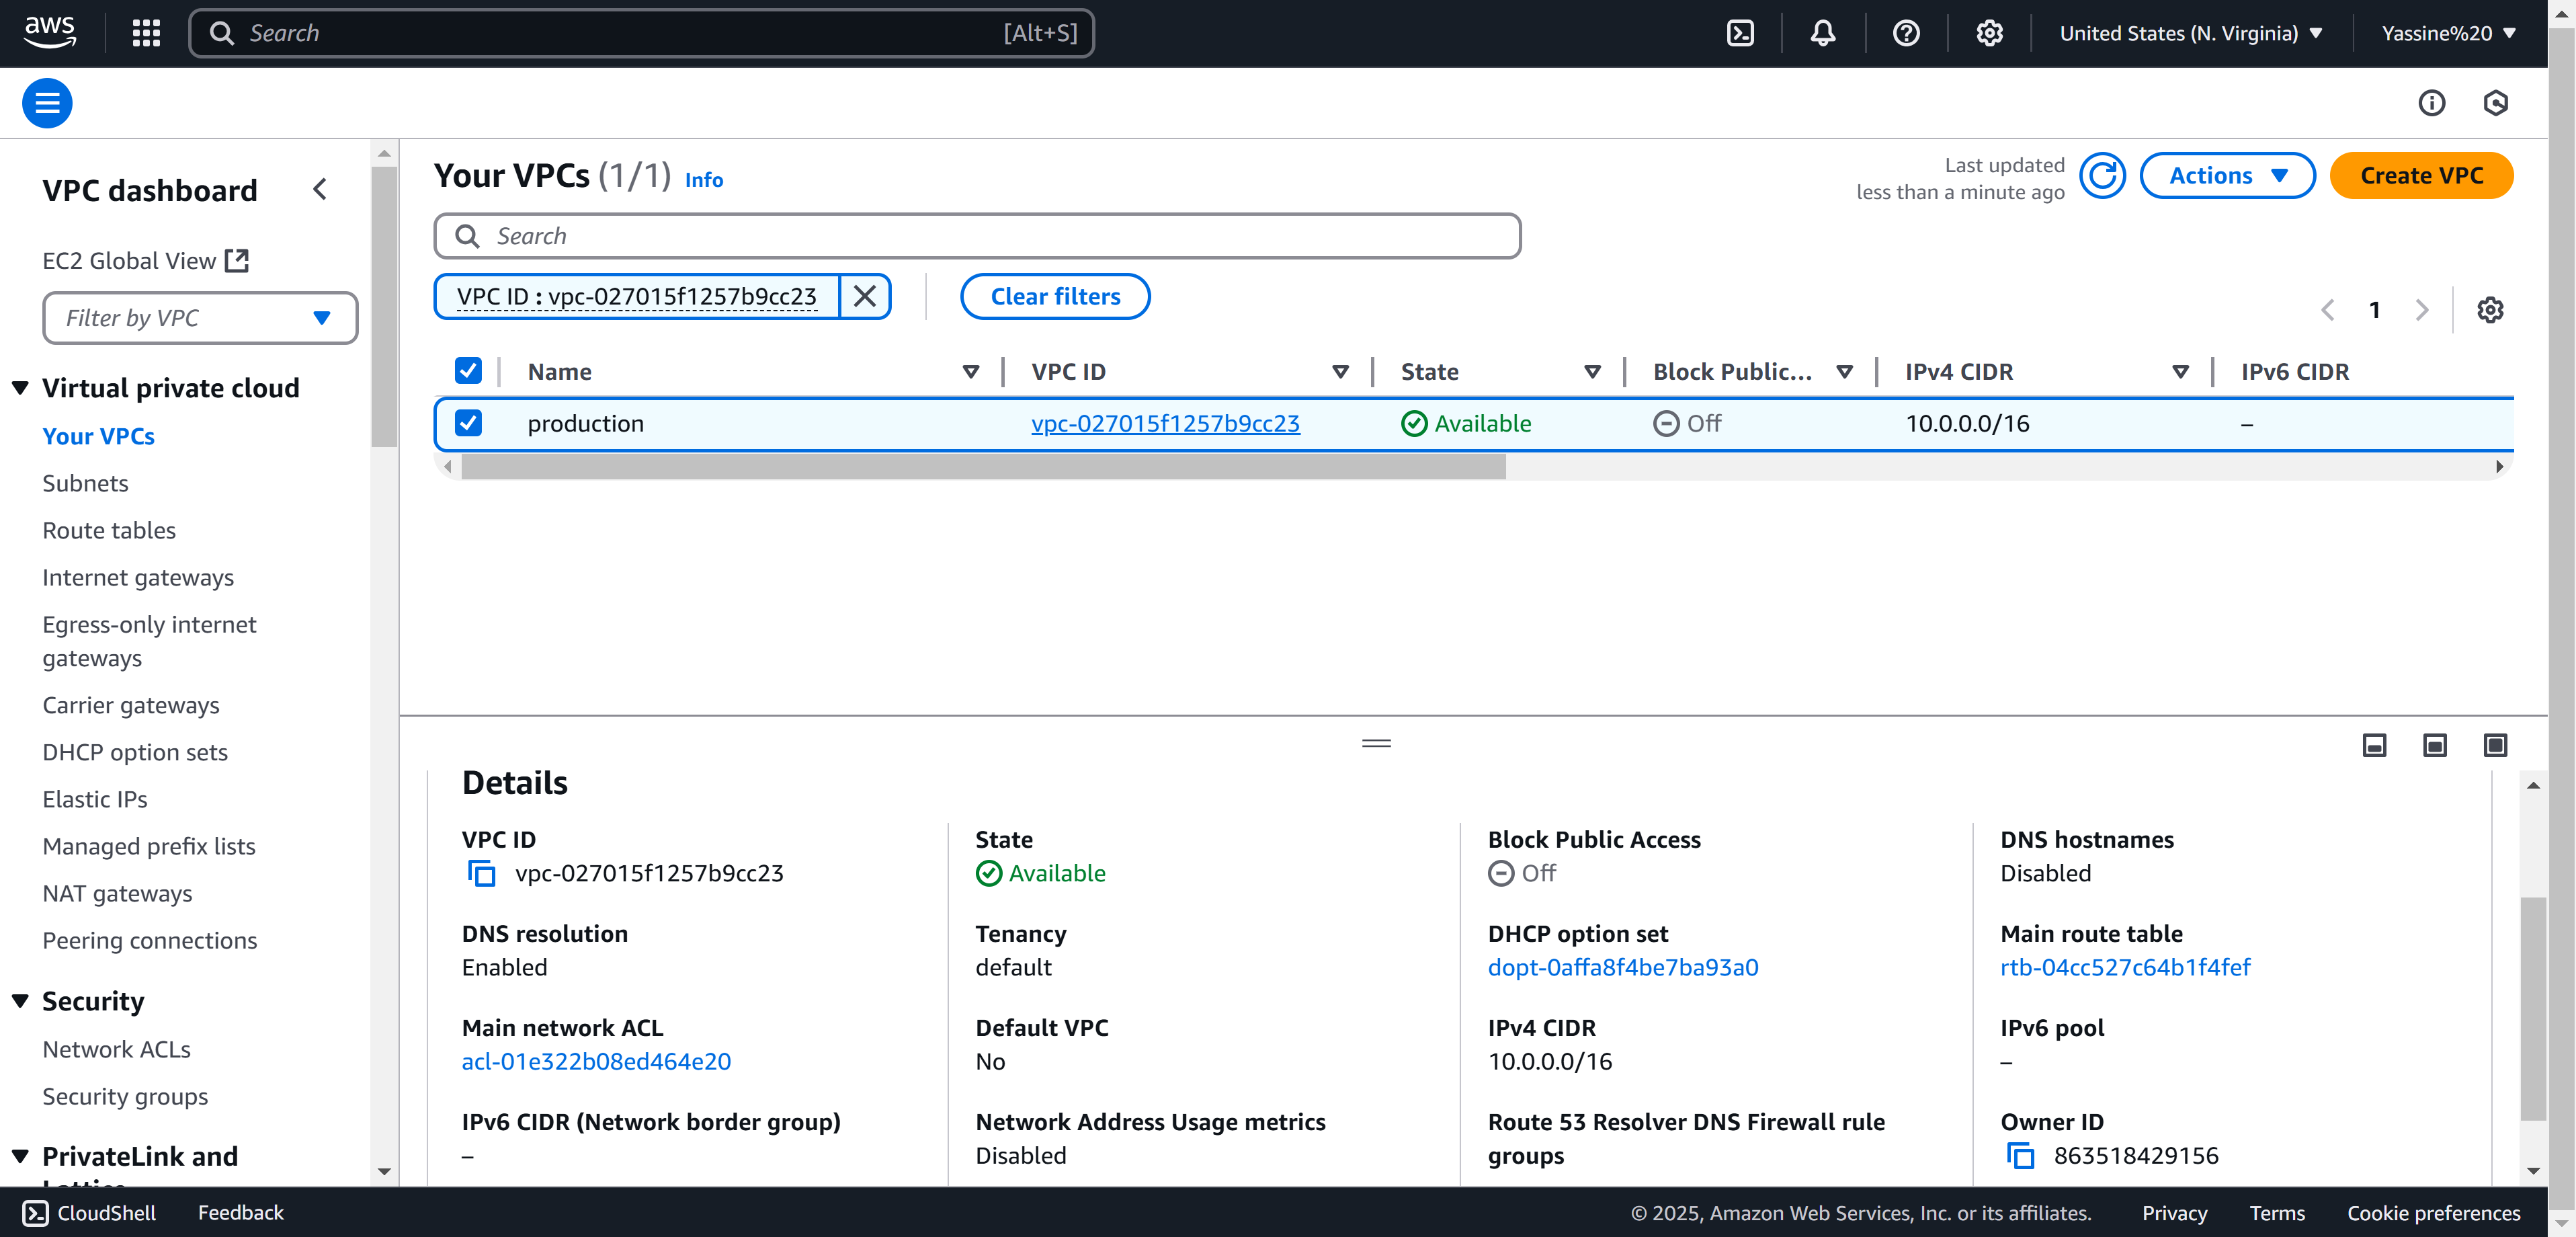 aws
Search
[Alt+S]
United States (N. Virginia)
Yassine%20
VPC dashboard
EC2 Global View
Filter by VPC
Virtual private cloud
Your VPCs
Subnets
Route tables
Internet gateways
Egress-only internet
gateways
Carrier gateways
DHCP option sets
Elastic IPs
Managed prefix lists
NAT gateways
Peering connections
Security
Network ACLs
Security groups
PrivateLink and
Lattice
Your VPCs (1/1) Info
Last updated
less than a minute ago
Actions
Create VPC
Search
VPC ID : vpc-027015f1257b9cc23
Clear filters
1
Name VPC ID State Block Public... IPv4 CIDR IPv6 CIDR
production vpc-027015f1257b9cc23 Available Off 10.0.0.0/16 –
Details
VPC ID
vpc-027015f1257b9cc23
State
Available
Block Public Access
Off
DNS hostnames
Disabled
DNS resolution
Enabled
Tenancy
default
DHCP option set
dopt-0affa8f4be7ba93a0
Main route table
rtb-04cc527c64b1f4fef
Main network ACL
acl-01e322b08ed464e20
Default VPC
No
IPv4 CIDR
10.0.0.0/16
IPv6 pool
–
IPv6 CIDR (Network border group)
–
Network Address Usage metrics
Disabled
Route 53 Resolver DNS Firewall rule
groups
Owner ID
863518429156
CloudShell
Feedback
© 2025, Amazon Web Services, Inc. or its affiliates.
Privacy
Terms
Cookie preferences